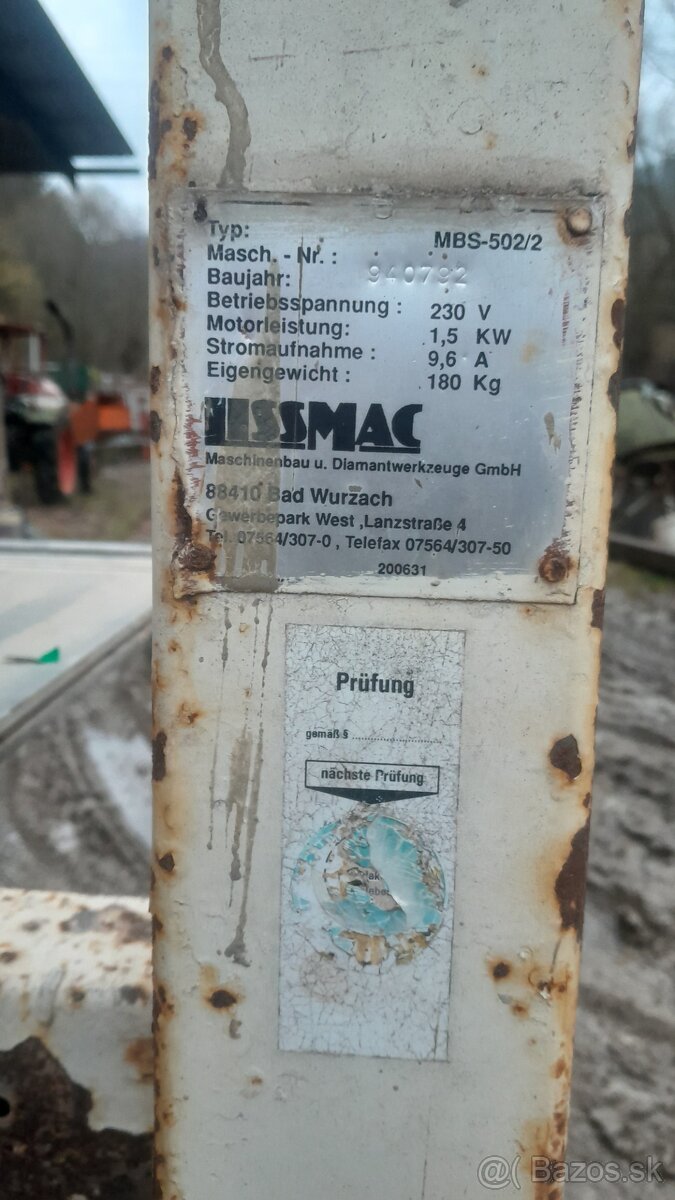 Typ: MBS-502/2
Masch. - Nr. :
Baujahr: 940792
Betriebsspannung : 230 V
Motorleistung: 1,5 KW
Stromaufnahme : 9,6 A
Eigengewicht : 180 Kg
LISSMAC
Maschinenbau u. Diamantwerkzeuge GmbH
88410 Bad Wurzach
Gewerbepark West ,Lanzstraße 4
Tel. 07564/307-0 , Telefax 07564/307-50
200631
Prüfung
gemäß §
nächste Prüfung
@( Bazos.sk